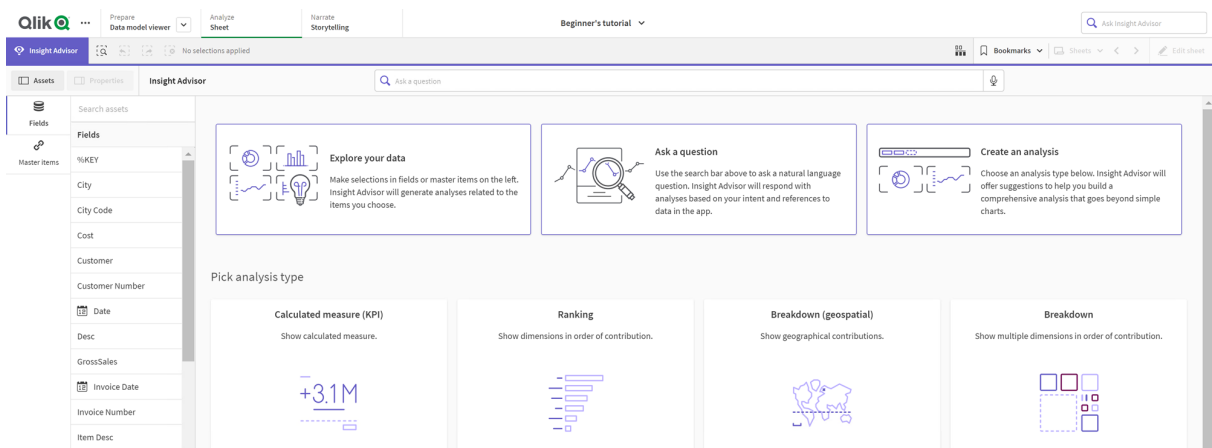 Qlik
Prepare
Data model viewer
Analyze
Sheet
Narrate
Storytelling
Beginner's tutorial
Ask Insight Advisor
Insight Advisor
No selections applied
Bookmarks
Sheets
Edit sheet
Assets
Properties
Insight Advisor
Ask a question
Fields
Master items
Search assets
Fields
%KEY
City
City Code
Cost
Customer
Customer Number
Date
Desc
GrossSales
Invoice Date
Invoice Number
Item Desc
Explore your data
Make selections in fields or master items on the left.
Insight Advisor will generate analyses related to the
items you choose.
Ask a question
Use the search bar above to ask a natural language
question. Insight Advisor will respond with
analyses based on your intent and references to
data in the app.
Create an analysis
Choose an analysis type below. Insight Advisor will
offer suggestions to help you build a
comprehensive analysis that goes beyond simple
charts.
Pick analysis type
Calculated measure (KPI)
Show calculated measure.
+3.1M
Ranking
Show dimensions in order of contribution.
Breakdown (geospatial)
Show geographical contributions.
Breakdown
Show multiple dimensions in order of contribution.